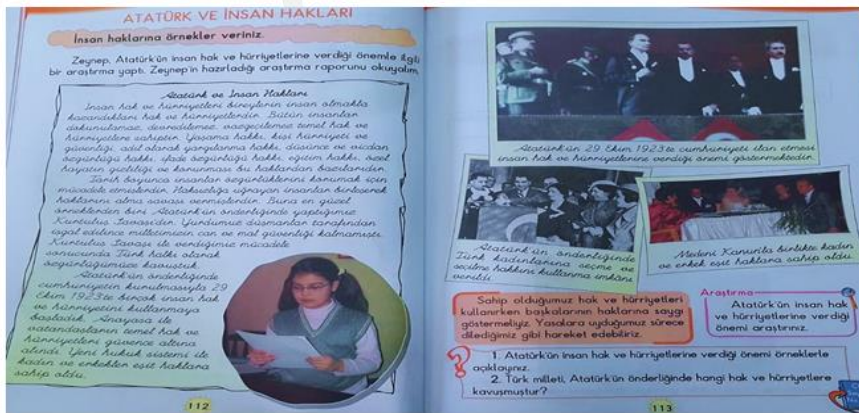 ATATÜRK VE İNSAN HAKLARI
İnsan haklarına örnekler veriniz.
Zeynep, Atatürk'ün insan hak ve hürriyetlerine verdiği önemle ilgili
bir araştırma yaptı. Zeynep'in hazırladığı araştırma raporunu okuyalım.
Atatürk ve İnsan Hakları
İnsan hak ve hürriyetleri bireylerin insan olmakla
kazandıkları hak ve hürriyetlerdir. Bütün insanlar
dokunulamaz, devredilemez, vazgeçilemez temel hak ve
hürriyetlere sahiptir. Yaşama hakkı, kişi hürriyeti ve
güvenliği, adil olarak yargılanma hakkı, düşünce ve vicdan
özgürlüğü hakkı, ifade özgürlüğü hakkı, eğitim hakkı, özel
hayatın gizliliği ve korunması bu haklardan bazılarıdır.
Tarih boyunca insanlar özgürlüklerini korumak için
mücadele etmişlerdir. Haksızlığa uğrayan insanlar birleşerek
haklarını alma savaşı vermişlerdir. Buna en güzel
örneklerden biri Atatürk'ün önderliğinde yaptığımız
Kurtuluş Savaşı'dır. Yurdumuz düşmanlar tarafından
işgal edilince milletimizin can ve mal güvenliği kalmamıştı.
Kurtuluş Savaşı ile verdiğimiz mücadele
sonucunda Türk halkı olarak
özgürlüğümüze kavuştuk.
Atatürk'ün önderliğinde
cumhuriyetin kurulmasıyla 29
Ekim 1923'te birçok insan hak
ve hürriyetini kullanmaya
başladık. Anayasa ile
vatandaşların temel hak ve
hürriyetleri güvence altına
alındı. Yeni hukuk sistemi ile
kadın ve erkekler eşit haklara
sahip oldu.
112
Atatürk'ün 29 Ekim 1923'te cumhuriyeti ilan etmesi
insan hak ve hürriyetlerine verdiği önemi göstermektedir.
Atatürk'ün önderliğinde
Türk kadınlarına seçme ve
seçilme hakkını kullanma imkânı
verildi.
Medeni Kanun'la birlikte kadın
ve erkek eşit haklara sahip oldu.
Sahip olduğumuz hak ve hürriyetleri
kullanırken başkalarının haklarına saygı
göstermeliyiz. Yasalara uyduğumuz sürece
dilediğimiz gibi hareket edebiliriz.
Araştırma
Atatürk'ün insan hak
ve hürriyetlerine verdiği
önemi araştırınız.
1. Atatürk'ün insan hak ve hürriyetlerine verdiği önemi örneklerle
açıklayınız.
2. Türk milleti, Atatürk'ün önderliğinde hangi hak ve hürriyetlere
kavuşmuştur?
113